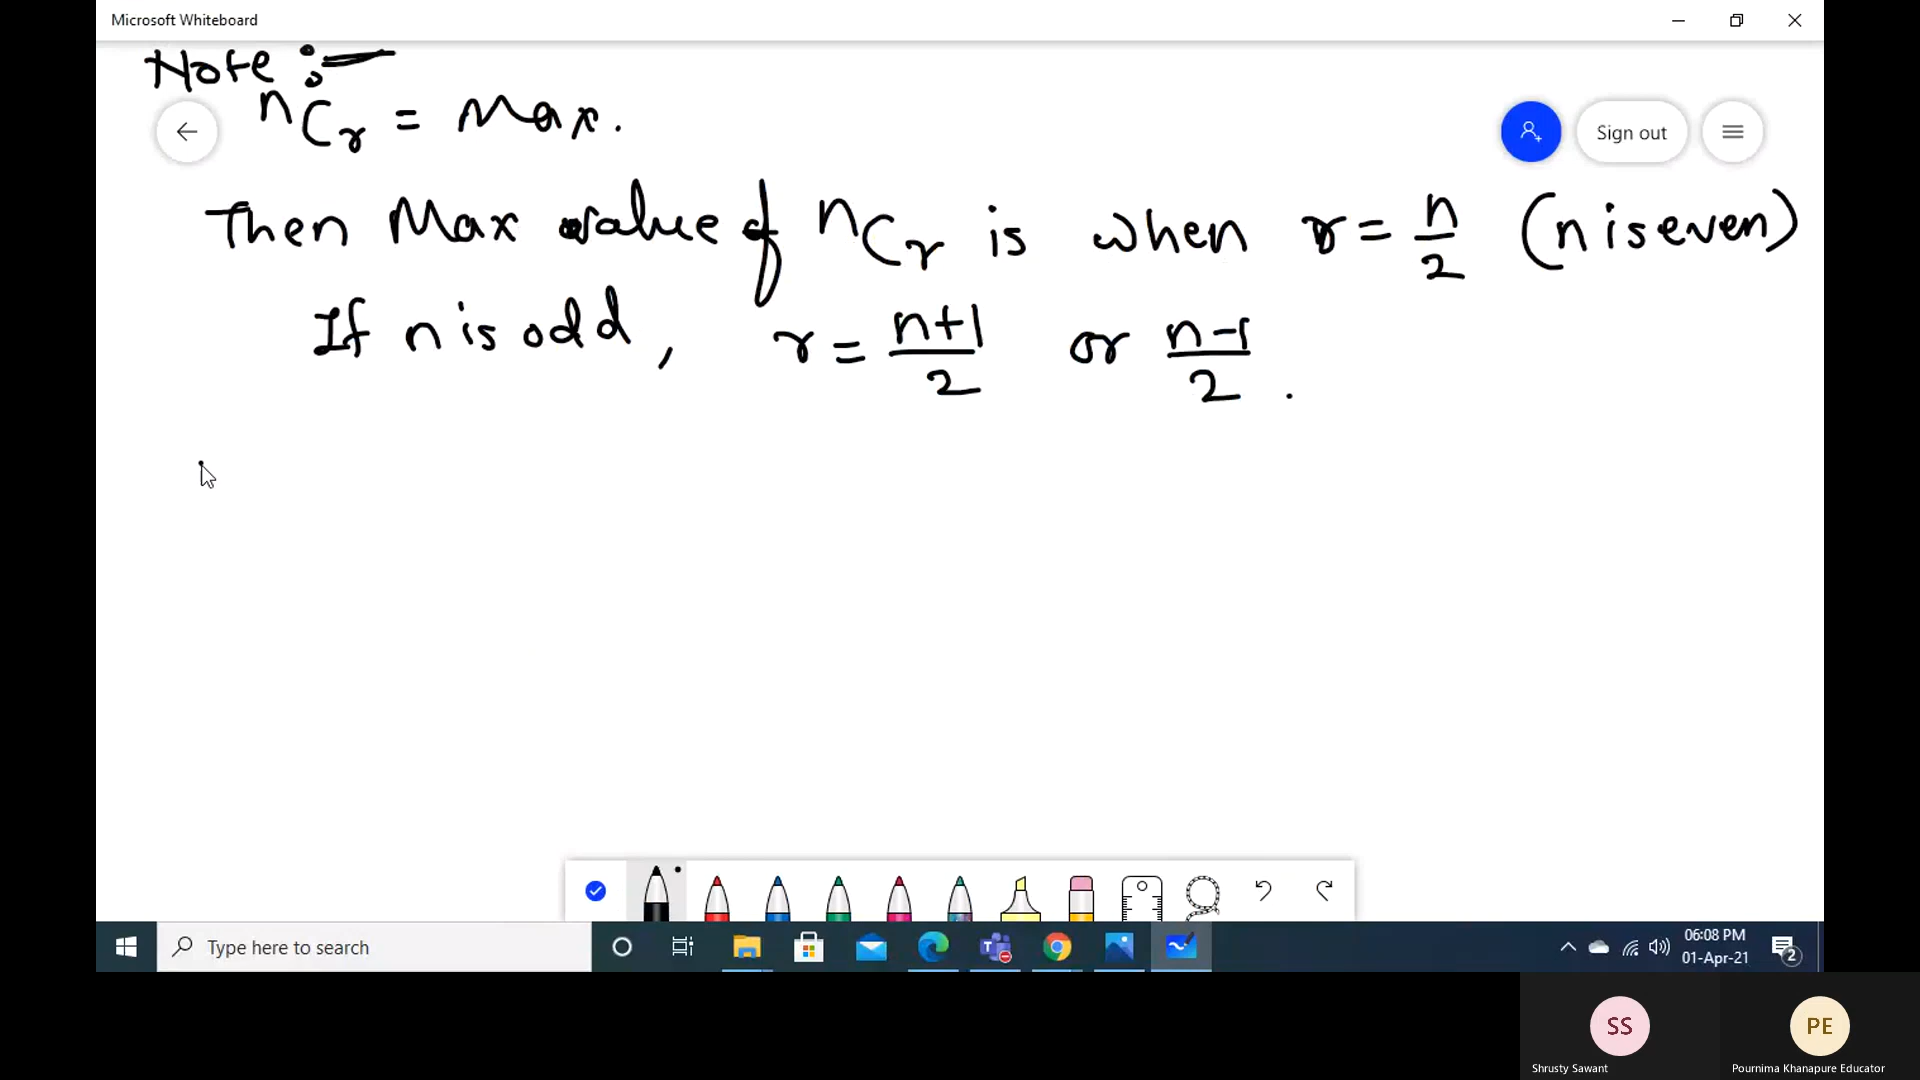 Microsoft Whiteboard
Note :-
nCr = Max.
Sign out
Then Max value of nCr is when r = n/2 (n is even)
If n is odd, r = n+1/2 or n-1/2 .
Type here to search
06:08 PM
01-Apr-21
2
SS
PE
Shrusty Sawant
Pournima Khanapure Educator